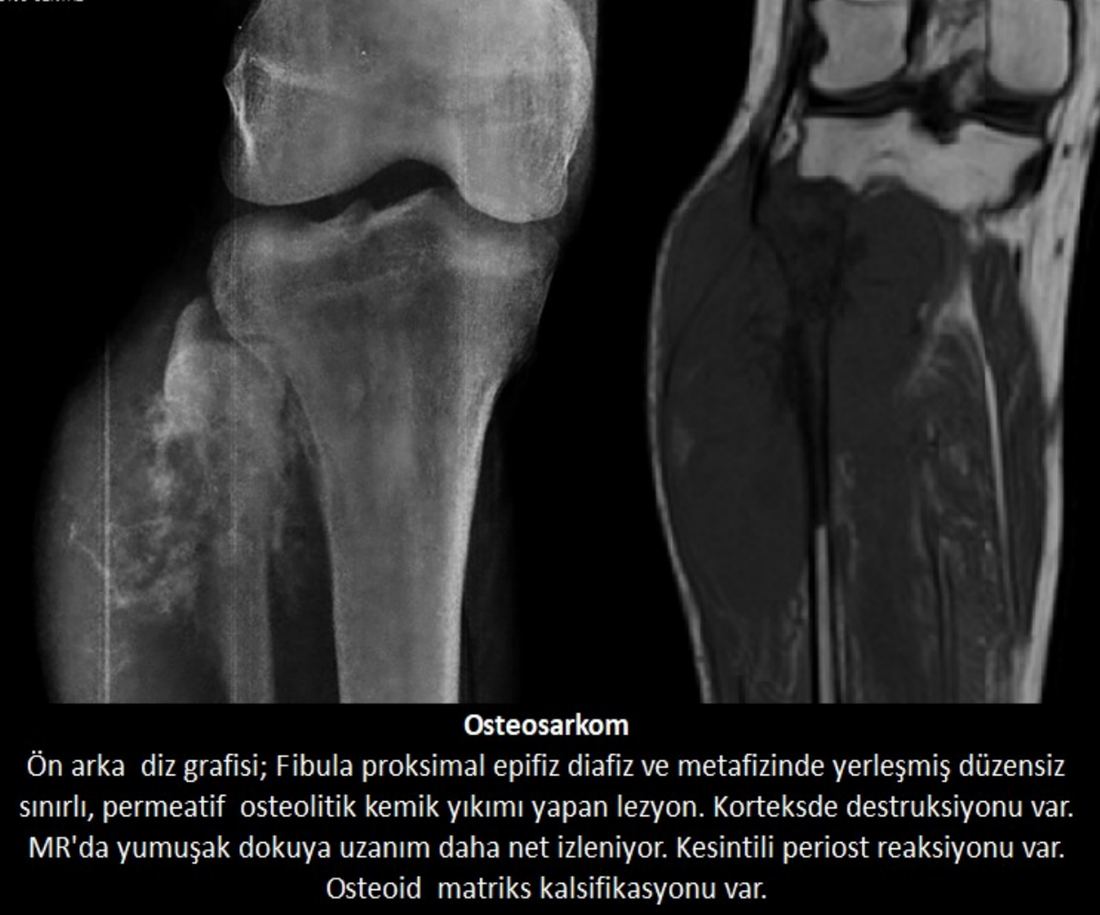 Osteosarkom
Ön arka diz grafisi; Fibula proksimal epifiz diafiz ve metafizinde yerleşmiş düzensiz
sınırlı, permeatif osteolitik kemik yıkımı yapan lezyon. Korteksde destruksiyonu var.
MR'da yumuşak dokuya uzanım daha net izleniyor. Kesintili periost reaksiyonu var.
Osteoid matriks kalsifikasyonu var.